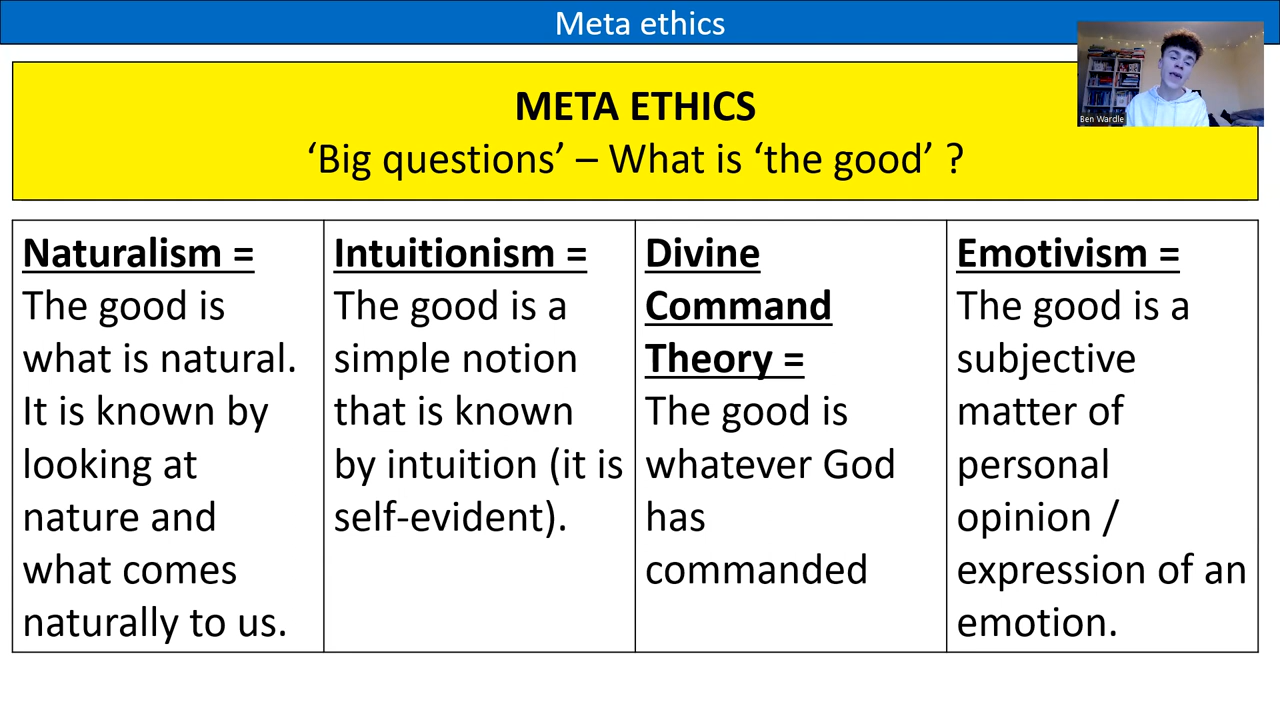 Meta ethics
META ETHICS
‘Big questions’ – What is ‘the good’ ?
Ben Wardle
Naturalism =
The good is
what is natural.
It is known by
looking at
nature and
what comes
naturally to us.
Intuitionism =
The good is a
simple notion
that is known
by intuition (it is
self-evident).
Divine
Command
Theory =
The good is
whatever God
has
commanded
Emotivism =
The good is a
subjective
matter of
personal
opinion /
expression of an
emotion.